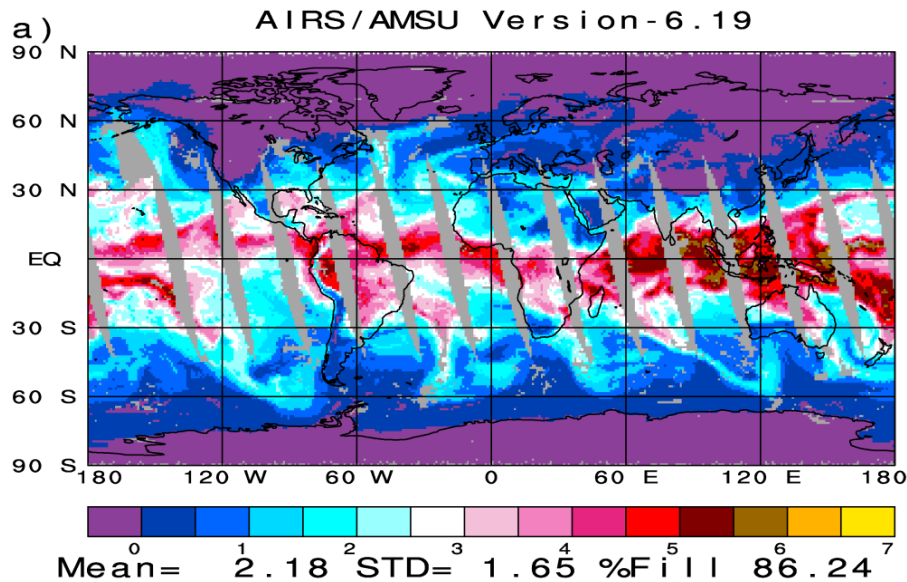 a) AIRS/AMSU Version-6.19
90 N
60 N
30 N
EQ
30 S
60 S
90 S
180 120 W 60 W 0 60 E 120 E 180
0 1 2 3 4 5 6 7
Mean= 2.18 STD= 1.65 %Fill 86.24